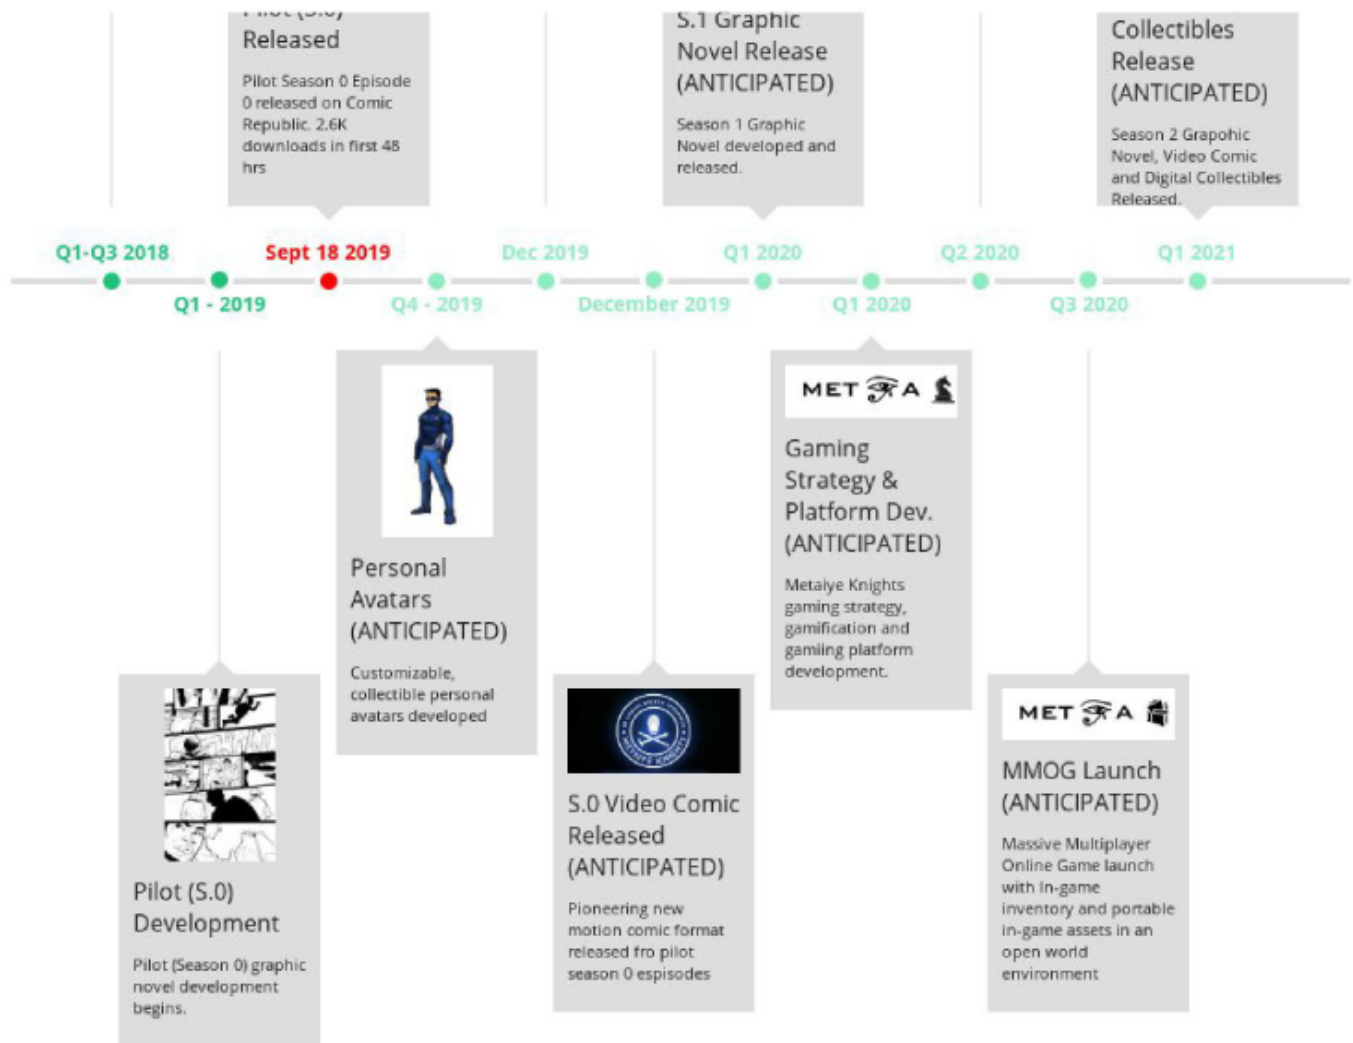 Pilot (S.0)
Released
Pilot Season 0 Episode
0 released on Comic
Republic. 2.6K
downloads in first 48
hrs
S.1 Graphic
Novel Release
(ANTICIPATED)
Season 1 Graphic
Novel developed and
released.
Collectibles
Release
(ANTICIPATED)
Season 2 Grapohic
Novel, Video Comic
and Digital Collectibles
Released.
Q1-Q3 2018
Sept 18 2019
Dec 2019
Q1 2020
Q2 2020
Q1 2021
Q1 - 2019
Q4 - 2019
December 2019
Q1 2020
Q3 2020
Personal
Avatars
(ANTICIPATED)
Customizable,
collectible personal
avatars developed
MET A
Gaming
Strategy &
Platform Dev.
(ANTICIPATED)
Metaiye Knights
gaming strategy,
gamification and
gamiing platform
development.
Pilot (S.0)
Development
Pilot (Season 0) graphic
novel development
begins.
METAIYE KNIGHTS
S.0 Video Comic
Released
(ANTICIPATED)
Pioneering new
motion comic format
released fro pilot
season 0 espisodes
MET A
MMOG Launch
(ANTICIPATED)
Massive Multiplayer
Online Game launch
with In-game
inventory and portable
in-game assets in an
open world
environment